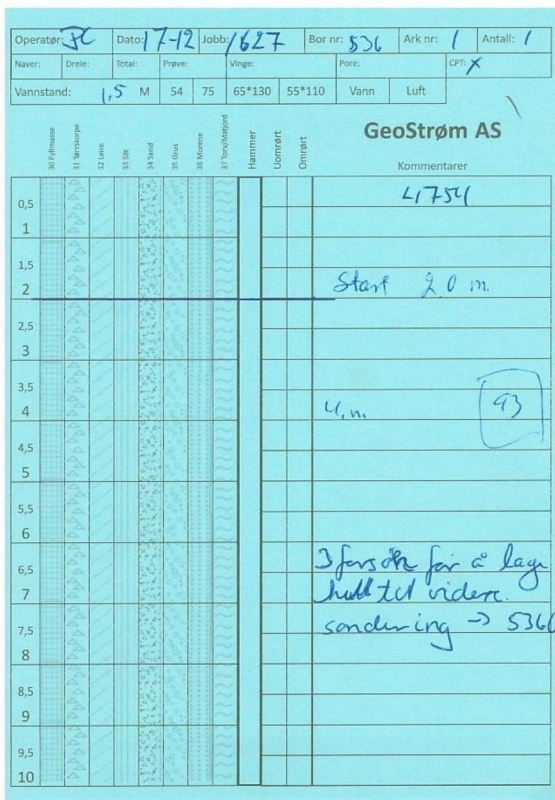 Operatør: JC Dato: 17-12 Jobb: 1627 Bor nr: 536 Ark nr: 1 Antall: 1
Naver: Dreie: Total: Prøve: Vinge: Pore: CPT: X
Vannstand: 1,5 M 54 75 65*130 55*110 Vann Luft
GeoStrøm AS
30 Fyllmasse 31 Tørrskorpe 32 Leire 33 Silt 34 Sand 35 Grus 36 Morene 37 Torv/Matjord Hammer Uomrørt Omrørt Kommentarer
4754
0,5
1
1,5
2 Start 2.0 m.
2,5
3
3,5
4 93
4,5
5
5,5
6
6,5 3 forsøk for å lage
7 hull tet videre.
7,5 sondering -> 536
8
8,5
9
9,5
10